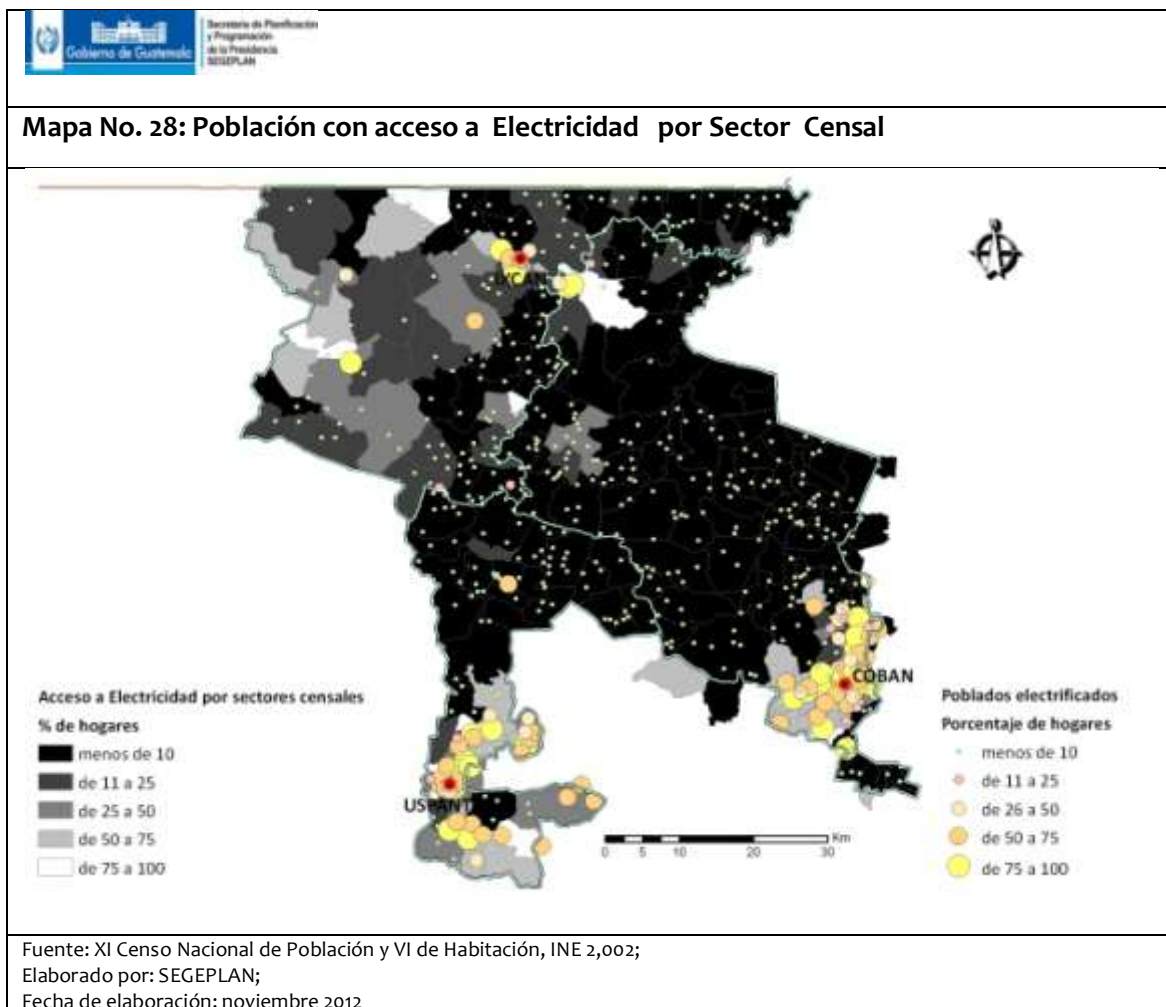 Gobierno de Guatemala
Secretaría de Planificación
y Programación
de la Presidencia
SEGEPLAN
Mapa No. 28: Población con acceso a Electricidad por Sector Censal
COBAN
Acceso a Electricidad por sectores censales
% de hogares
menos de 10
de 11 a 25
de 25 a 50
de 50 a 75
de 75 a 100
USPANT
Km
0 5 10 20 30
Poblados electrificados
Porcentaje de hogares
menos de 10
de 11 a 25
de 26 a 50
de 50 a 75
de 75 a 100
Fuente: XI Censo Nacional de Población y VI de Habitación, INE 2,002;
Elaborado por: SEGEPLAN;
Fecha de elaboración: noviembre 2012